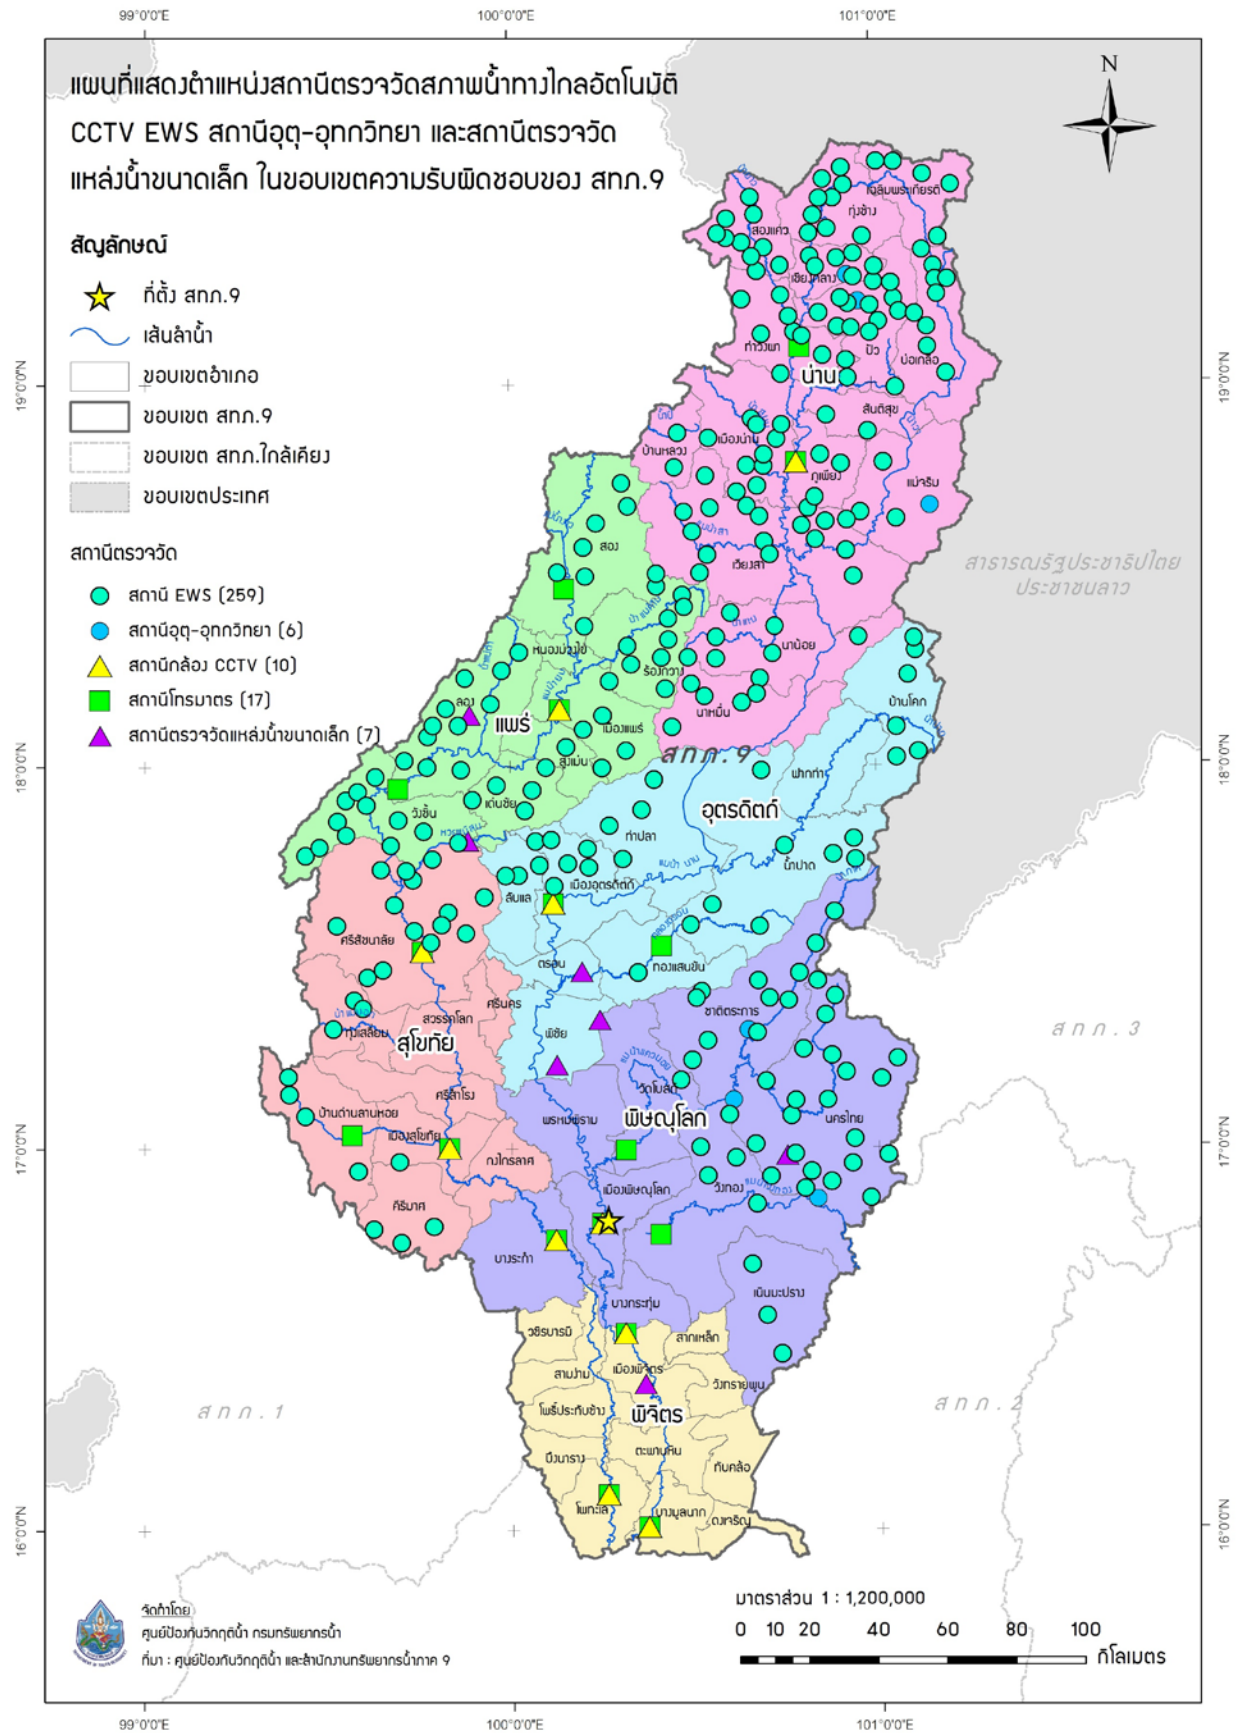 99°0'0"E 100°0'0"E 101°0'0"E
แผนที่แสดงตำแหน่งสถานีตรวจวัดสภาพน้ำทางไกลอัตโนมัติ
CCTV EWS สถานีอุตุ-อุทกวิทยา และสถานีตรวจวัด
แหล่งน้ำขนาดเล็ก ในขอบเขตความรับผิดชอบของ สทภ.9
N
สัญลักษณ์
ที่ตั้ง สทภ.9
เส้นลำน้ำ
ขอบเขตอำเภอ
ขอบเขต สทภ.9
ขอบเขต สทภ.ใกล้เคียง
ขอบเขตประเทศ
สถานีตรวจวัด
สถานี EWS (259)
สถานีอุตุ-อุทกวิทยา (6)
สถานีกล้อง CCTV (10)
สถานีโทรมาตร (17)
สถานีตรวจวัดแหล่งน้ำขนาดเล็ก (7)
เฉลิมพระเกียรติ
ทุ่งช้าง
สองแคว
เชียงกลาง
ท่าวังผา
ปัว
บ่อเกลือ
น่าน
19°0'0"N
19°0'0"N
สันติสุข
บ้านหลวง
เมืองน่าน
ภูเพียง
แม่จริม
เวียงสา
นาน้อย
นาหมื่น
สาธารณรัฐประชาธิปไตย
ประชาชนลาว
สอง
หนองม่วงไข่
ร้องกวาง
ลอง
แพร่
เมืองแพร่
สูงเม่น
เด่นชัย
วังชิ้น
สทภ.9
18°0'0"N
18°0'0"N
บ้านโคก
ฟากท่า
อุตรดิตถ์
ท่าปลา
น้ำปาด
แม่น้ำ น่าน
เมืองอุตรดิตถ์
ลับแล
คลองตรอน
ตรอน
ทองแสนขัน
พิชัย
ศรีสัชนาลัย
ศรีนคร
สวรรคโลก
ทุ่งเสลี่ยม
สุโขทัย
ศรีสำโรง
บ้านด่านลานหอย
เมืองสุโขทัย
กงไกรลาศ
คีรีมาศ
17°0'0"N
17°0'0"N
ชาติตระการ
วัดโบสถ์
พิษณุโลก
พรหมพิราม
นครไทย
เมืองพิษณุโลก
วังทอง
บางระกำ
เนินมะปราง
บางกระทุ่ม
สทภ.3
สทภ.2
สทภ.1
วชิรบารมี
สากเหล็ก
สามง่าม
เมืองพิจิตร
วังทรายพูน
โพธิ์ประทับช้าง
พิจิตร
ตะพานหิน
บึงนาราง
ทับคล้อ
โพทะเล
บางมูลนาก
ดงเจริญ
16°0'0"N
16°0'0"N
มาตราส่วน 1 : 1,200,000
0 10 20 40 60 80 100
กิโลเมตร
จัดทำโดย
ศูนย์ป้องกันวิกฤติน้ำ กรมทรัพยากรน้ำ
ที่มา : ศูนย์ป้องกันวิกฤติน้ำ และสำนักงานทรัพยากรน้ำภาค 9
99°0'0"E 100°0'0"E 101°0'0"E